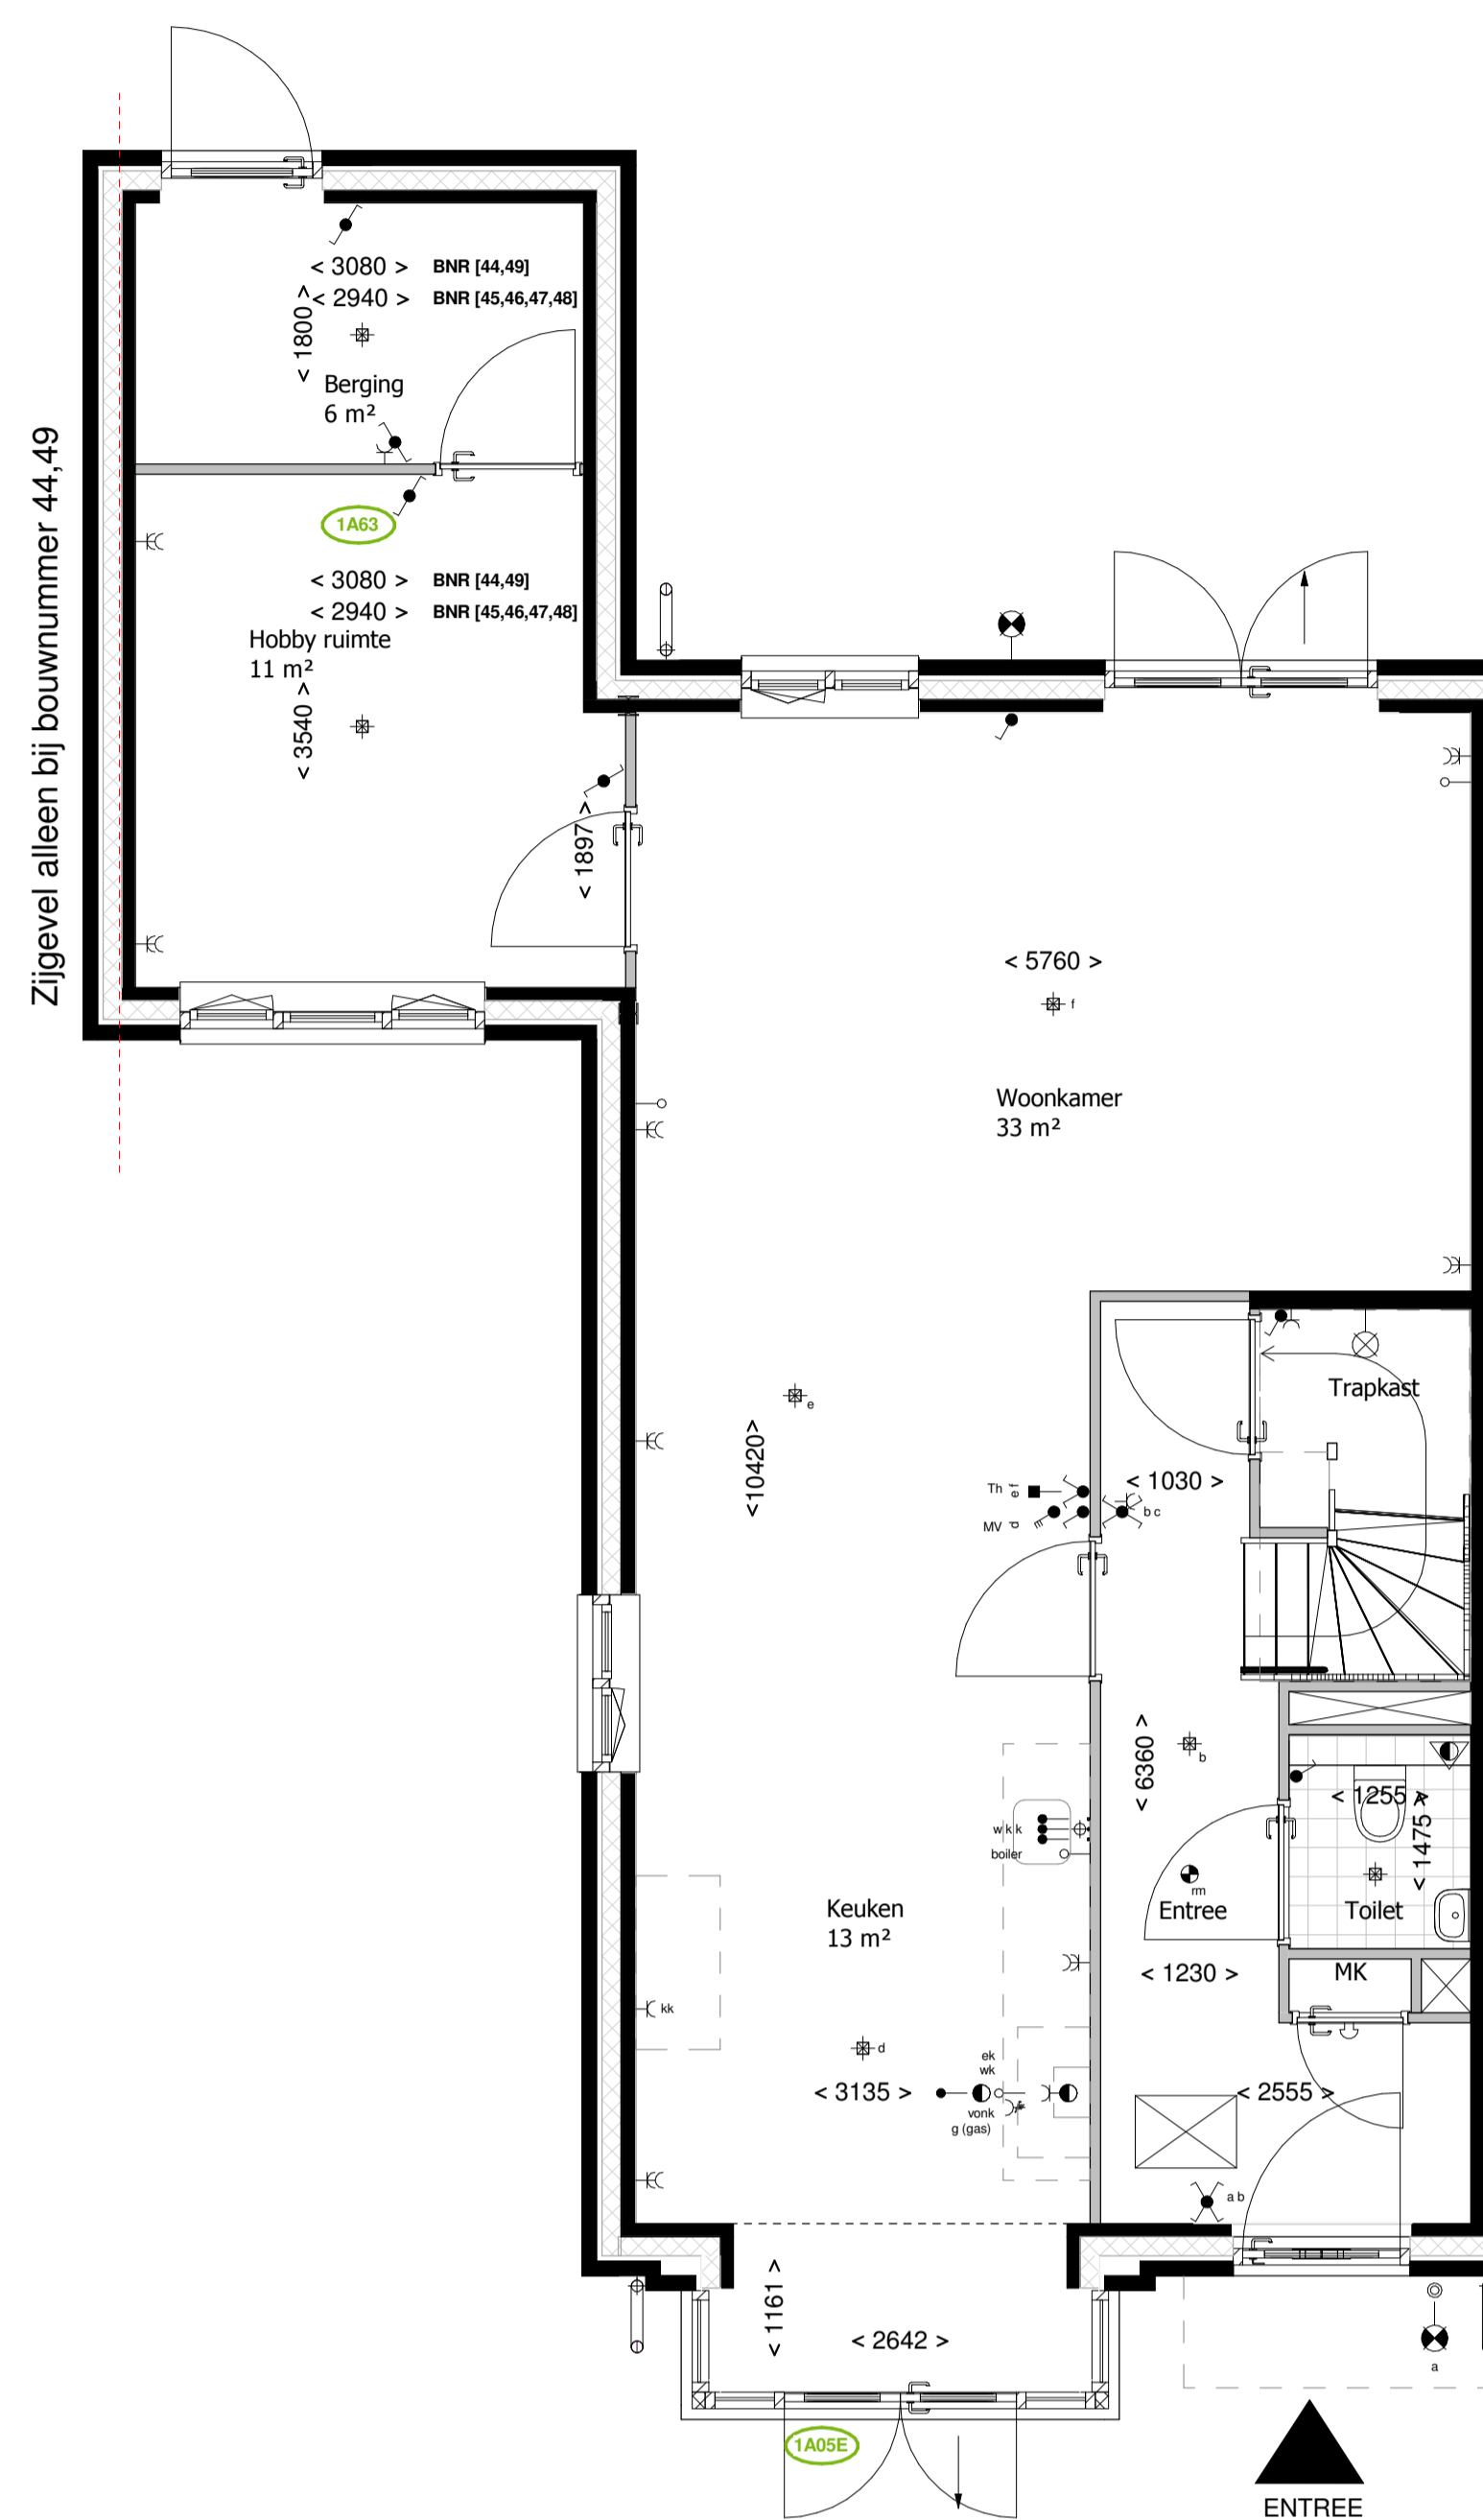 < 3080 > BNR [44,49]
< 2940 > BNR [45,46,47,48]
< 1800 >
Berging
6 m²
Zijgevel alleen bij bouwnummer 44,49
1A63
< 3080 > BNR [44,49]
< 2940 > BNR [45,46,47,48]
Hobby ruimte
11 m²
< 3540 >
< 1897 >
< 5760 >
f
Woonkamer
33 m²
Trapkast
e
<10420>
< 1030 >
Th
e f
MV
d
b c
< 6360 >
b
< 1255 >
< 1475 >
w k k
boiler
rm
Entree
Toilet
Keuken
13 m²
< 1230 >
MK
kk
d
ek
wk
< 3135 >
vonk
g (gas)
< 2555 >
a b
< 1161 >
< 2642 >
a
1A05E
ENTREE